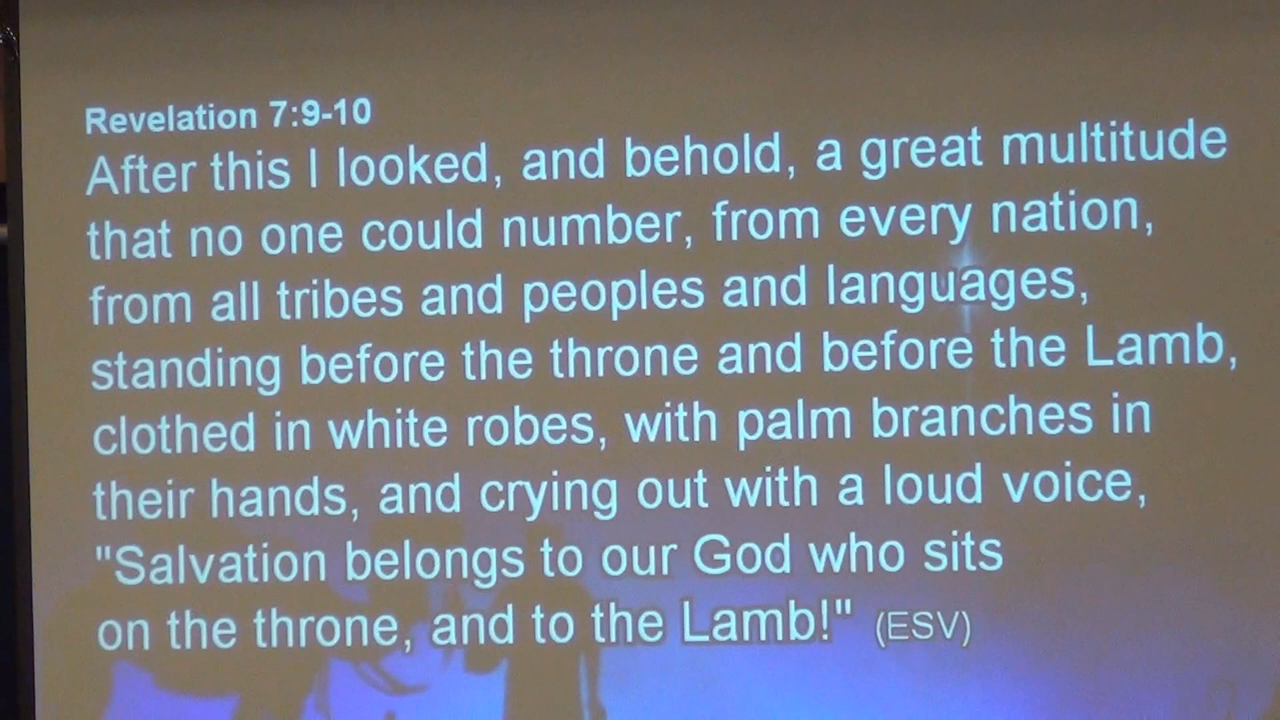 Revelation 7:9-10
After this I looked, and behold, a great multitude
that no one could number, from every nation,
from all tribes and peoples and languages,
standing before the throne and before the Lamb,
clothed in white robes, with palm branches in
their hands, and crying out with a loud voice,
"Salvation belongs to our God who sits
on the throne, and to the Lamb!" (ESV)